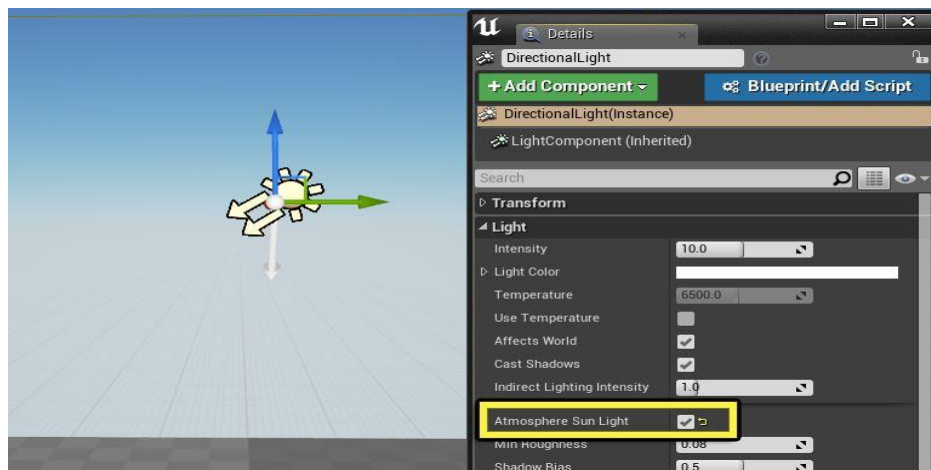 Details
DirectionalLight
+ Add Component
Blueprint/Add Script
DirectionalLight(Instance)
LightComponent (Inherited)
Search
Transform
Light
Intensity 10.0
Light Color
Temperature 6500.0
Use Temperature
Affects World
Cast Shadows
Indirect Lighting Intensity 1.0
Atmosphere Sun Light
Min Roughness 0.08
Shadow Bias 0.5